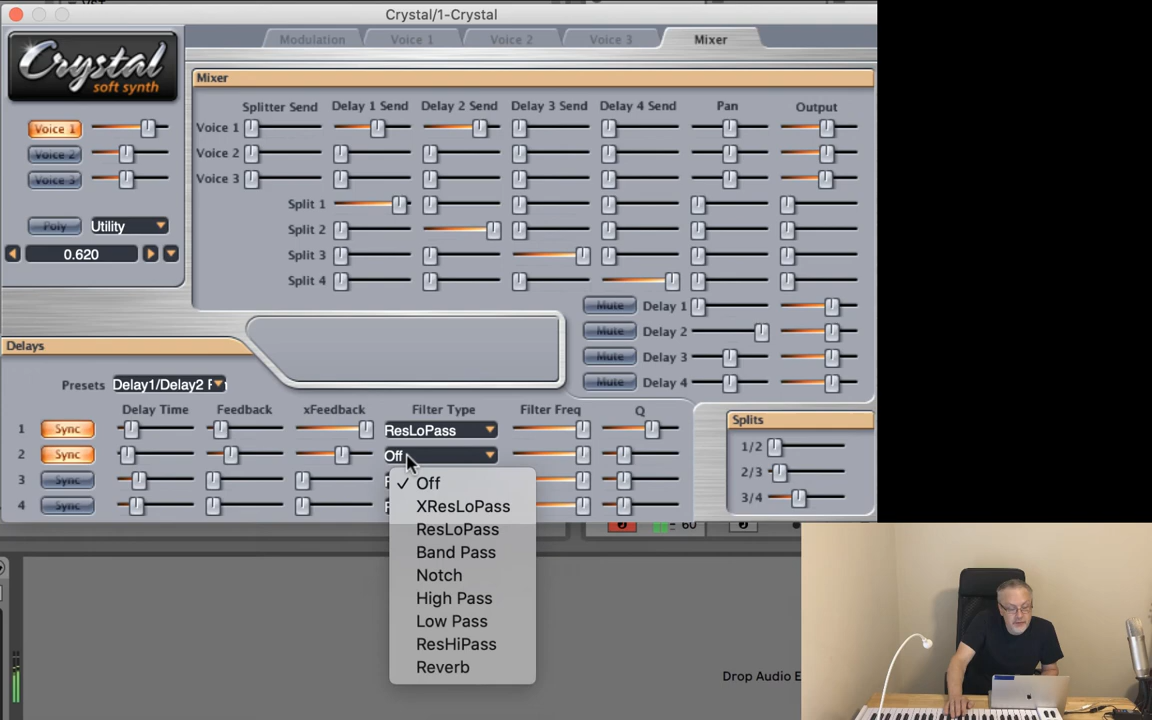 Crystal/1-Crystal
Crystal
soft synth
Modulation Voice 1 Voice 2 Voice 3 Mixer
Mixer
Splitter Send Delay 1 Send Delay 2 Send Delay 3 Send Delay 4 Send Pan Output
Voice 1
Voice 2
Voice 3
Split 1
Split 2
Split 3
Split 4
Voice 1
Voice 2
Voice 3
Poly Utility
0.620
Mute Delay 1
Mute Delay 2
Mute Delay 3
Mute Delay 4
Delays
Presets Delay1/Delay2
Delay Time Feedback xFeedback Filter Type Filter Freq Q
1 Sync ResLoPass
2 Sync Off
3 Sync
4 Sync
Off
XResLoPass
ResLoPass
Band Pass
Notch
High Pass
Low Pass
ResHiPass
Reverb
Splits
1/2
2/3
3/4
60
Drop Audio E